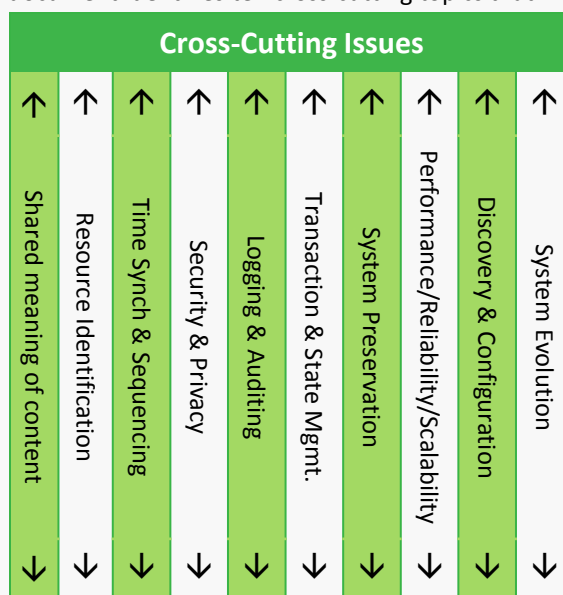 Cross-Cutting Issues
Shared meaning of content
Resource Identification
Time Synch & Sequencing
Security & Privacy
Logging & Auditing
Transaction & State Mgmt.
System Preservation
Performance/Reliability/Scalability
Discovery & Configuration
System Evolution